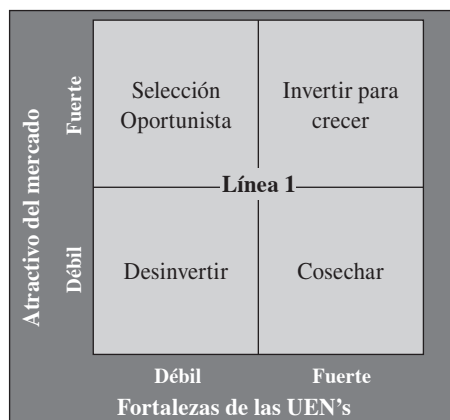 Atractivo del mercado
Fuerte
Débil
Selección
Oportunista
Invertir para
crecer
Línea 1
Desinvertir
Cosechar
Débil
Fuerte
Fortalezas de las UEN’s